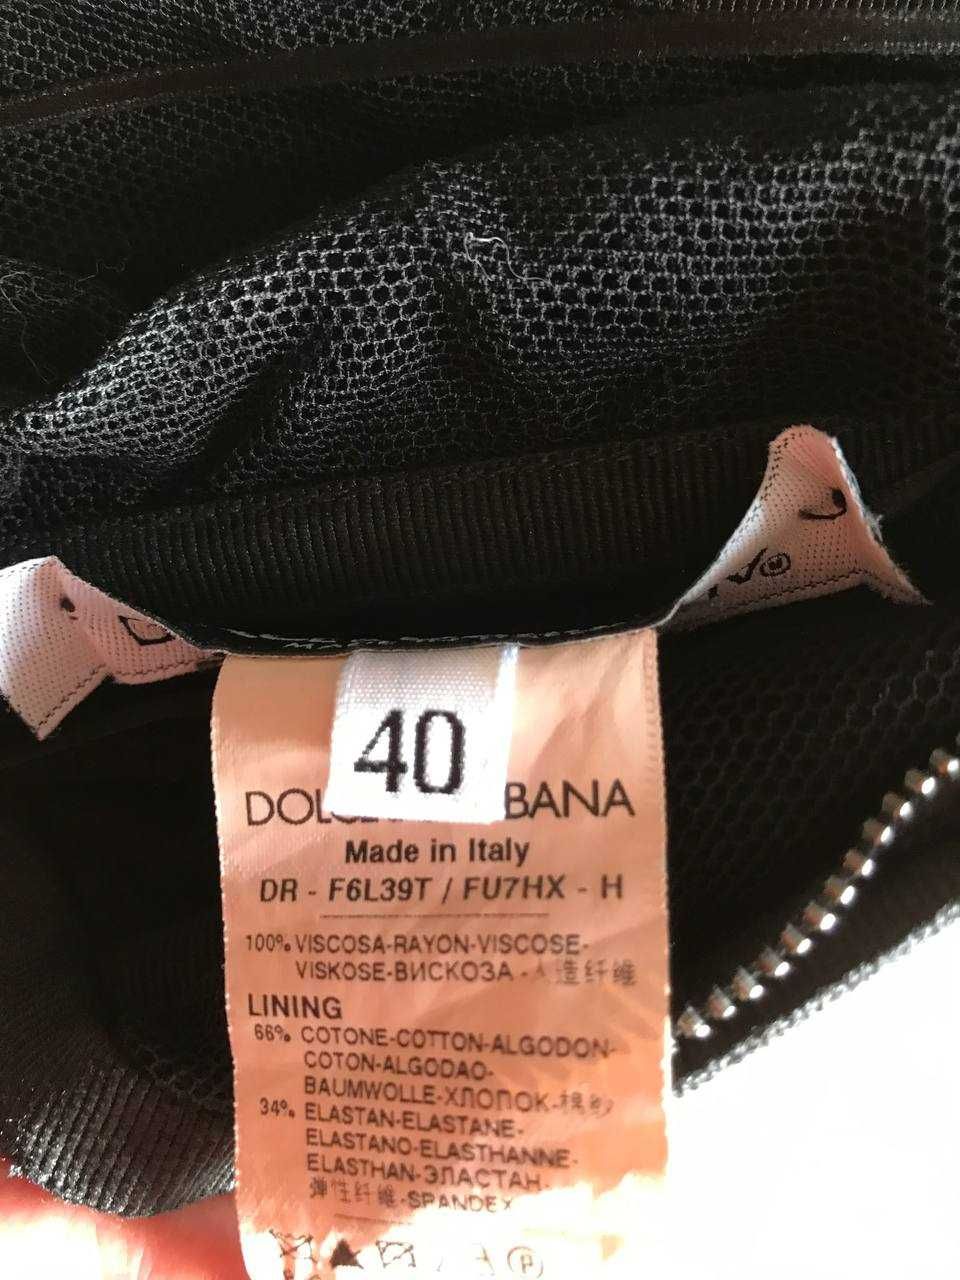 40
DOL BANA
Made in Italy
DR - F6L39T / FU7HX - H
100% VISCOSA-RAYON-VISCOSE-
VISKOSE-ВИСКОЗА-人造纤维
LINING
66% COTONE-COTTON-ALGODON-
COTON-ALGODAO-
BAUMWOLLE-ХЛОПОК-棉纱
34% ELASTAN-ELASTANE-
ELASTANO-ELASTHANNE-
ELASTHAN-ЭЛАСТАН-
弹性纤维-SPANDEX
P